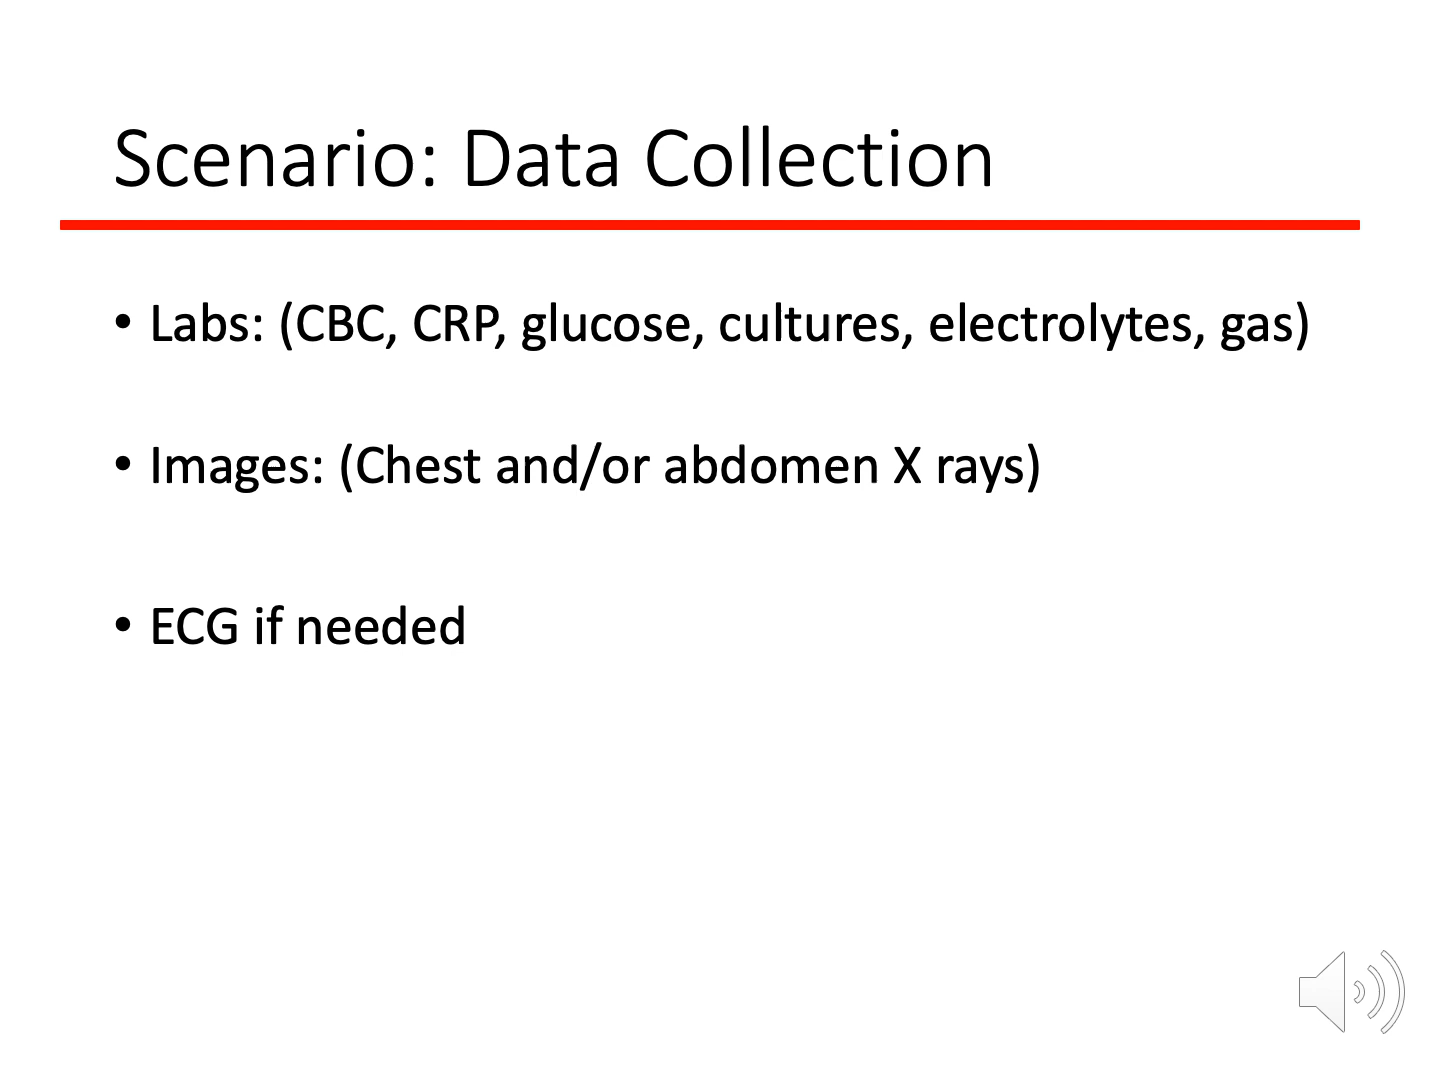 Scenario: Data Collection
• Labs: (CBC, CRP, glucose, cultures, electrolytes, gas)
• Images: (Chest and/or abdomen X rays)
• ECG if needed